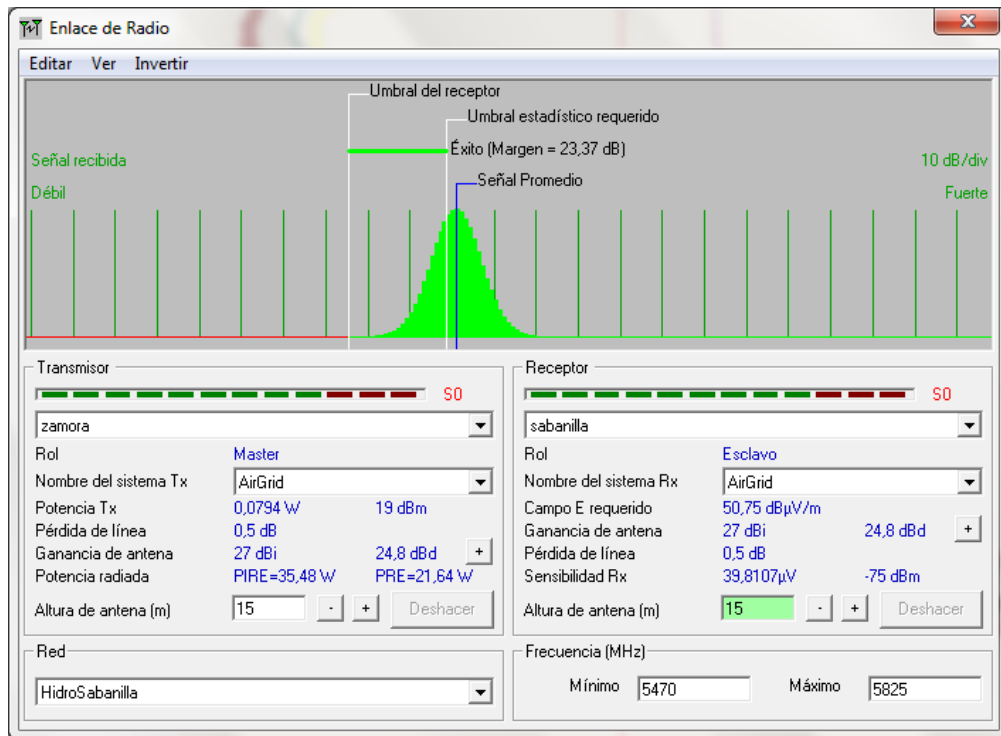 Enlace de Radio
Editar Ver Invertir
Umbral del receptor
Umbral estadístico requerido
Éxito (Margen = 23,37 dB)
Señal recibida 10 dB/div
Señal Promedio
Débil Fuerte
Transmisor
S0
zamora
Rol Master
Nombre del sistema Tx AirGrid
Potencia Tx 0,0794 W 19 dBm
Pérdida de línea 0,5 dB
Ganancia de antena 27 dBi 24,8 dBd +
Potencia radiada PIRE=35,48 W PRE=21,64 W
Altura de antena (m) 15 - + Deshacer
Red
HidroSabanilla
Receptor
S0
sabanilla
Rol Esclavo
Nombre del sistema Rx AirGrid
Campo E requerido 50,75 dBµV/m
Ganancia de antena 27 dBi 24,8 dBd +
Pérdida de línea 0,5 dB
Sensibilidad Rx 39,8107µV -75 dBm
Altura de antena (m) 15 - + Deshacer
Frecuencia (MHz)
Mínimo 5470 Máximo 5825